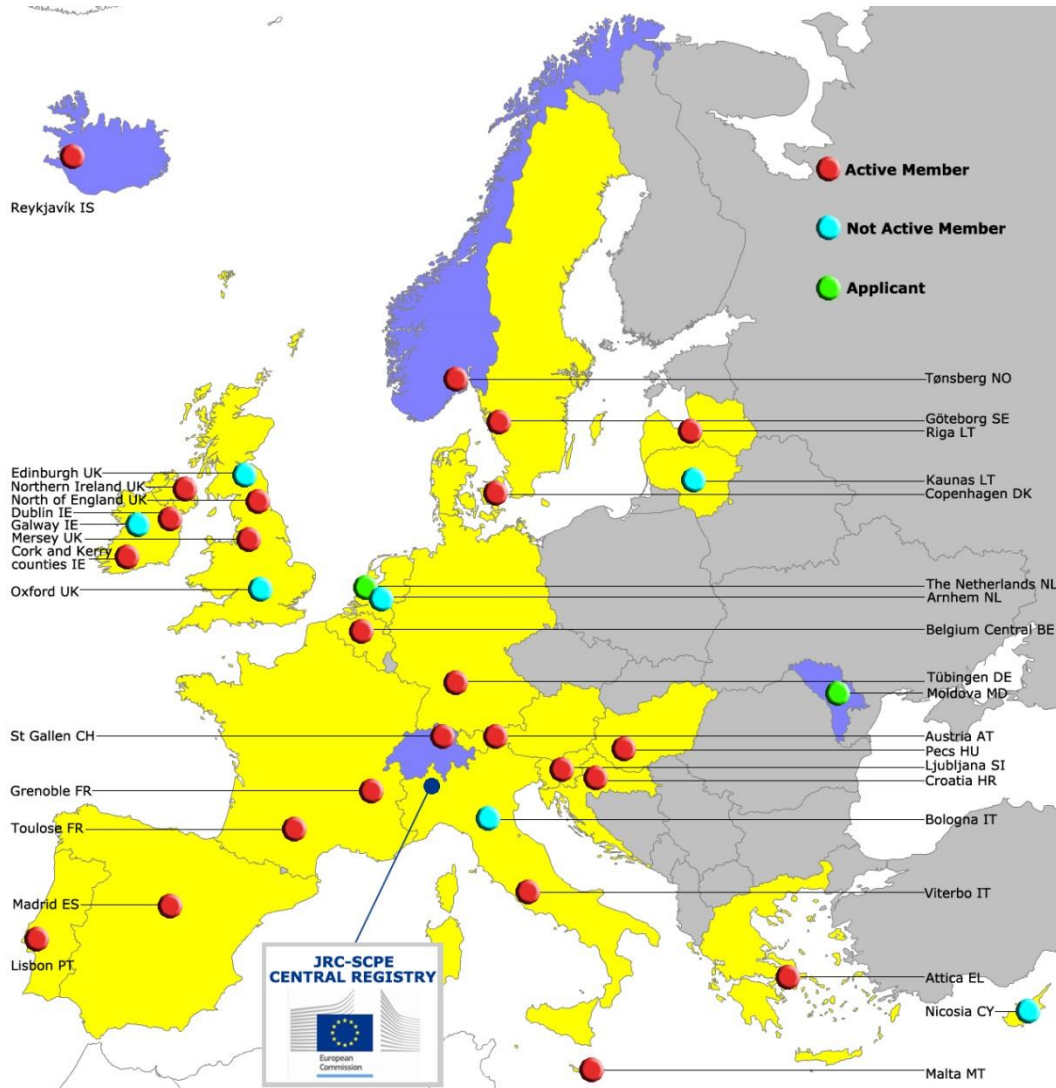 Reykjavík IS
Active Member
Not Active Member
Applicant
Tønsberg NO
Göteborg SE
Riga LT
Kaunas LT
Copenhagen DK
Edinburgh UK
Northern Ireland UK
North of England UK
Dublin IE
Galway IE
Mersey UK
Cork and Kerry
counties IE
Oxford UK
The Netherlands NL
Arnhem NL
Belgium Central BE
Tübingen DE
Moldova MD
St Gallen CH
Austria AT
Pecs HU
Ljubljana SI
Croatia HR
Grenoble FR
Bologna IT
Toulose FR
Madrid ES
Viterbo IT
Lisbon PT
JRC-SCPE
CENTRAL REGISTRY
European
Commission
Attica EL
Nicosia CY
Malta MT